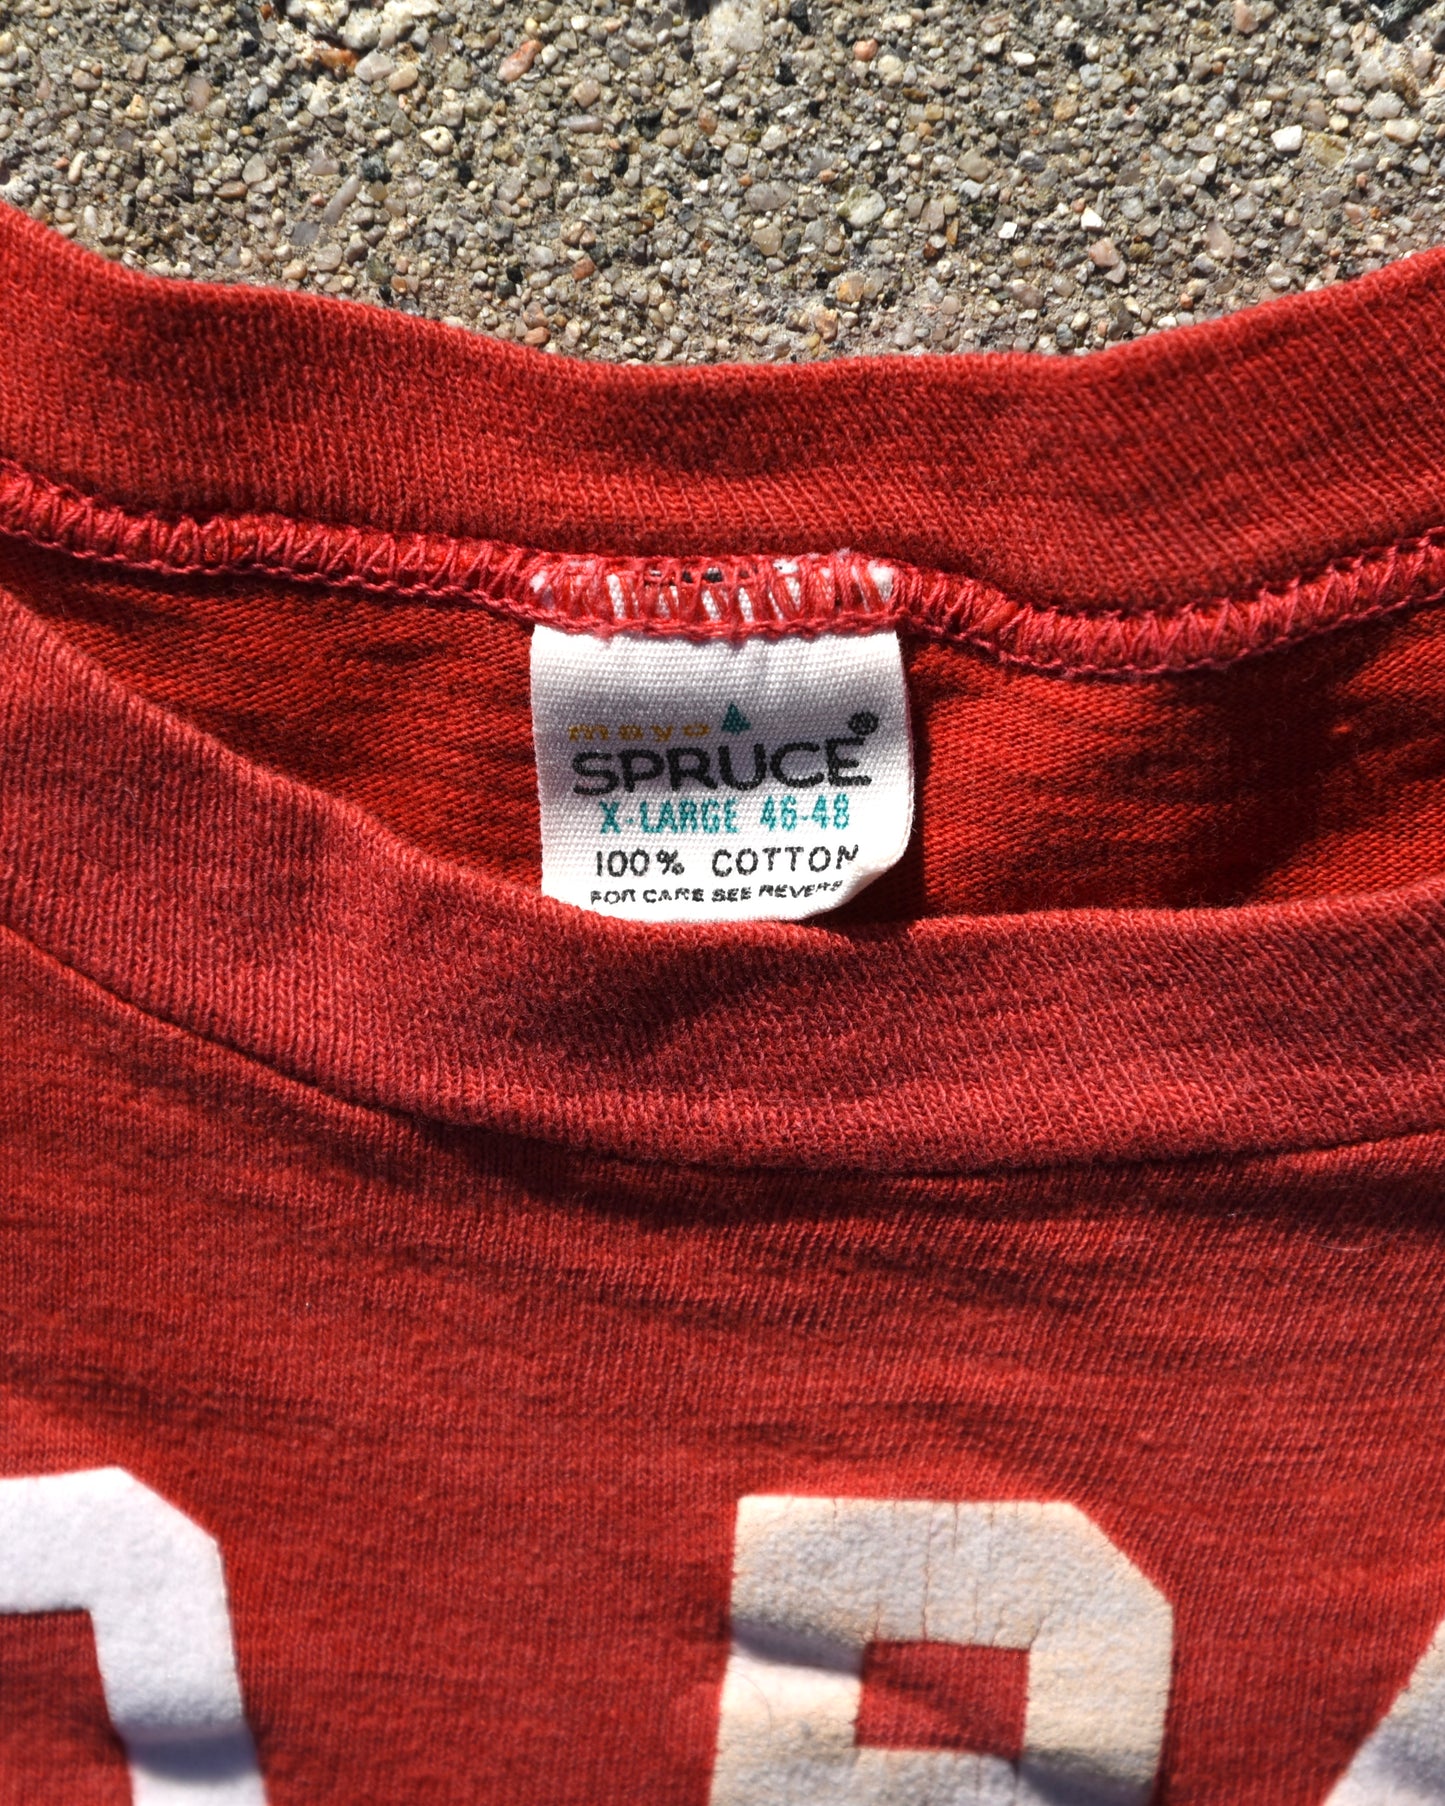 mayo
SPRUCE®
X-LARGE 46-48
100% COTTON
FOR CARE SEE REVERSE